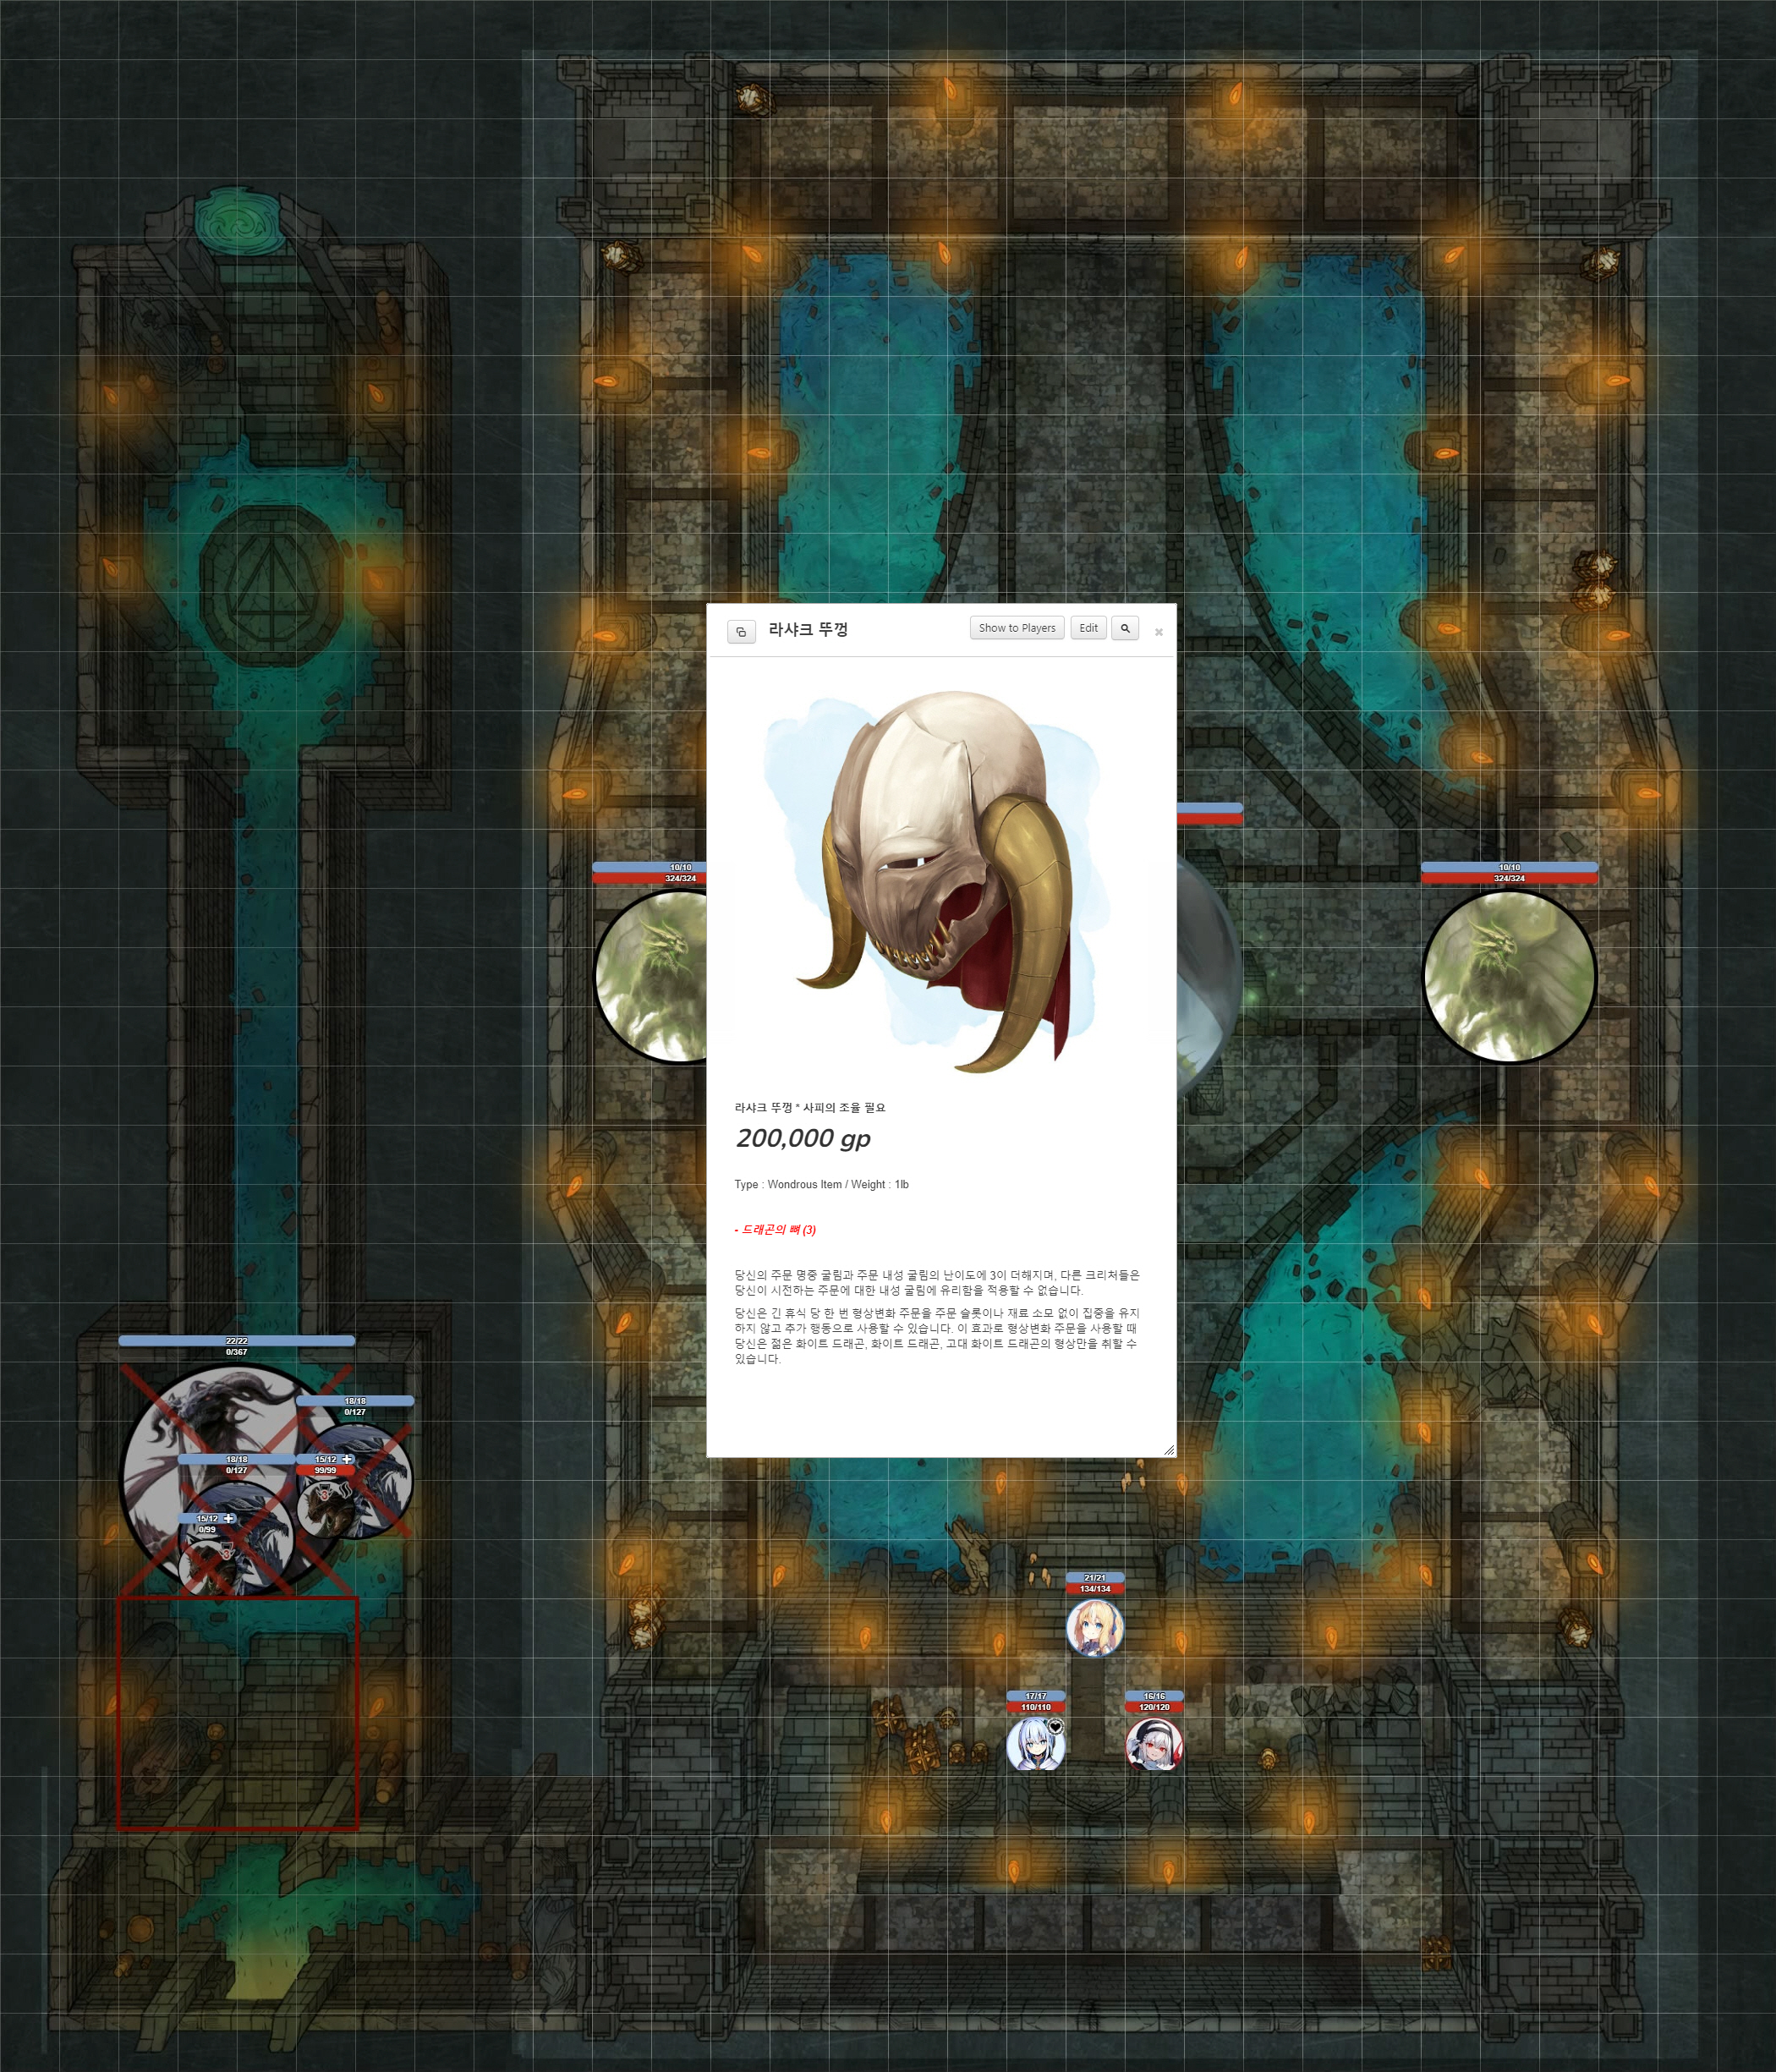 라샤크 뚜껑
Show to Players
Edit
10/10
324/324
10/10
324/324
라샤크 뚜껑 * 사피의 조율 필요
200,000 gp
Type : Wondrous Item / Weight : 1lb
- 드래곤의 뼈 (3)
당신의 주문 명중 굴림과 주문 내성 굴림의 난이도에 3이 더해지며, 다른 크리처들은
당신이 시전하는 주문에 대한 내성 굴림에 유리함을 적용할 수 없습니다.
당신은 긴 휴식 당 한 번 형상변화 주문을 주문 슬롯이나 재료 소모 없이 집중을 유지
하지 않고 추가 행동으로 사용할 수 있습니다. 이 효과로 형상변화 주문을 사용할 때
당신은 젊은 화이트 드래곤, 화이트 드래곤, 고대 화이트 드래곤의 형상만을 취할 수
있습니다.
22/22
0/367
18/18
0/127
18/18
0/127
15/12
99/99
15/12
0/99
21/21
134/134
17/17
110/110
16/16
120/120